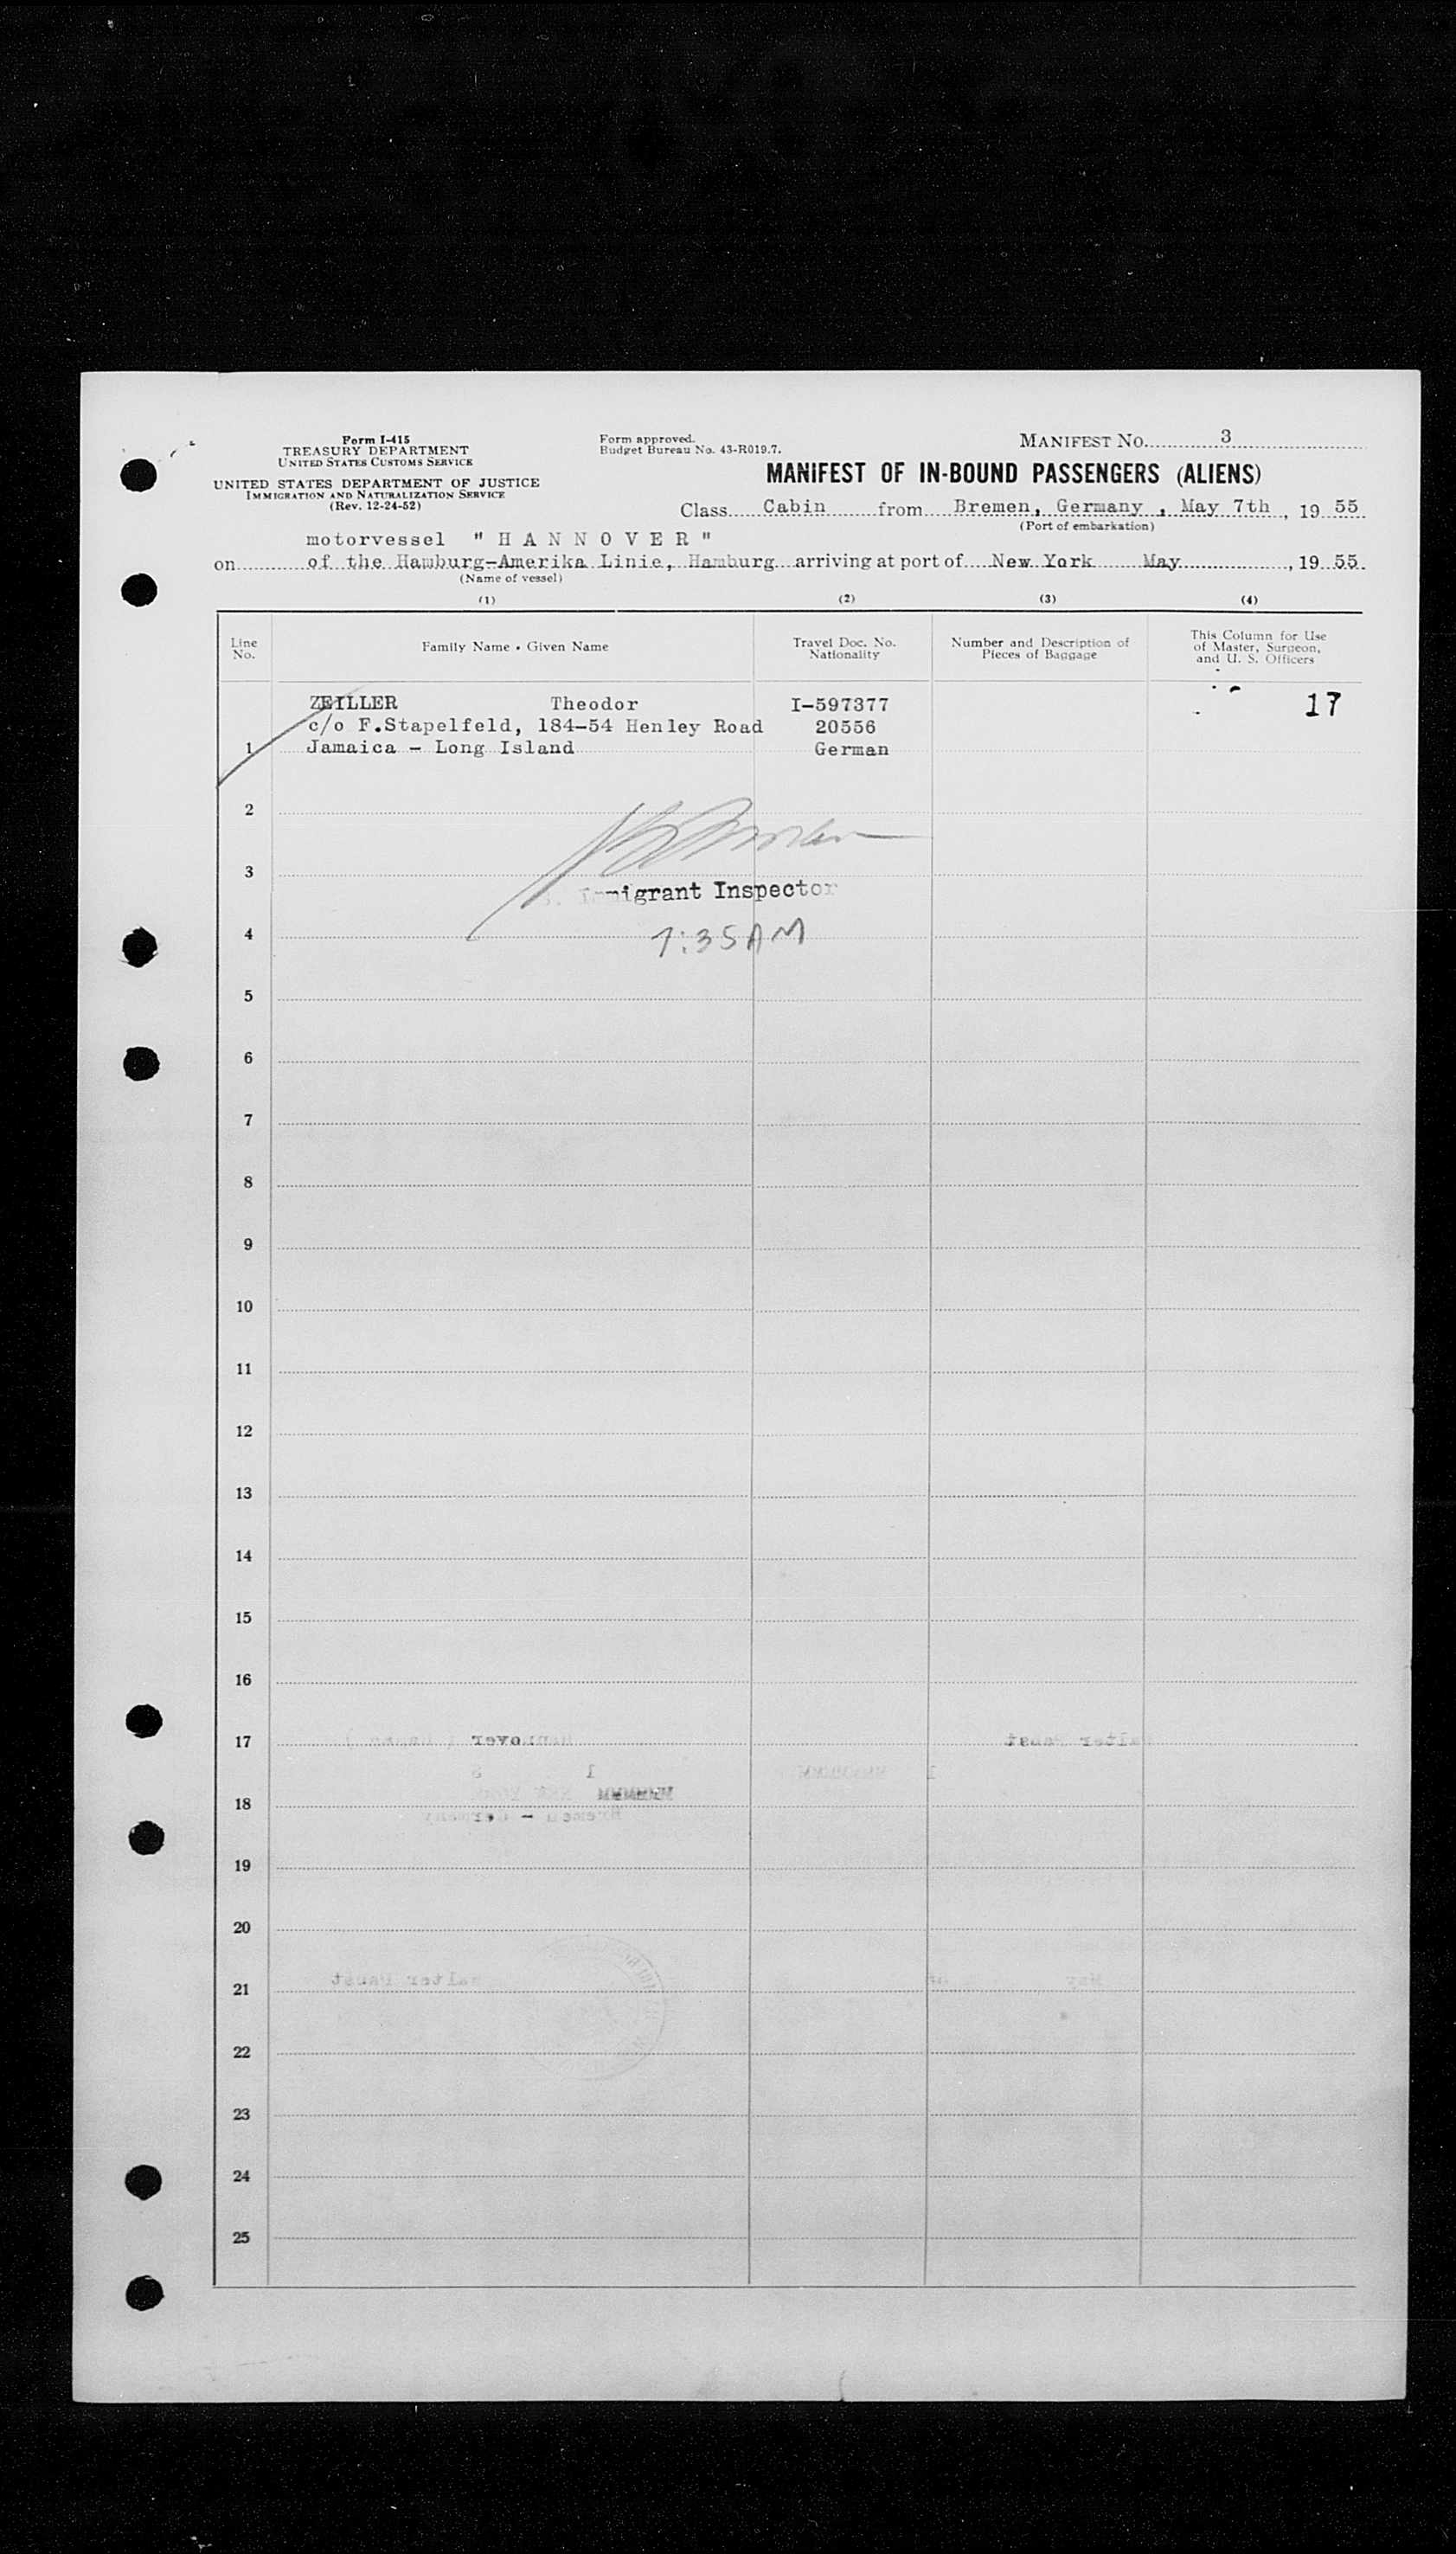 Form I-415
TREASURY DEPARTMENT
UNITED STATES CUSTOMS SERVICE
UNITED STATES DEPARTMENT OF JUSTICE
IMMIGRATION AND NATURALIZATION SERVICE
(Rev. 12-24-52)
Form approved.
Budget Bureau No. 43-R019.7.
MANIFEST NO. 3
MANIFEST OF IN-BOUND PASSENGERS (ALIENS)
Class Cabin from Bremen, Germany , May 7th , 19 55
(Port of embarkation)
motorvessel " H A N N O V E R "
on of the Hamburg-Amerika Linie, Hamburg arriving at port of New York May , 19 55
(Name of vessel)
(1) (2) (3) (4)
Line No. Family Name · Given Name Travel Doc. No. Nationality Number and Description of Pieces of Baggage This Column for Use of Master, Surgeon, and U. S. Officers
ZEILLER Theodor I-597377 17
c/o F.Stapelfeld, 184-54 Henley Road 20556
1 Jamaica - Long Island German
2
3
Immigrant Inspector
4
7:35 AM
5
6
7
8
9
10
11
12
13
14
15
16
17
18
19
20
21
22
23
24
25